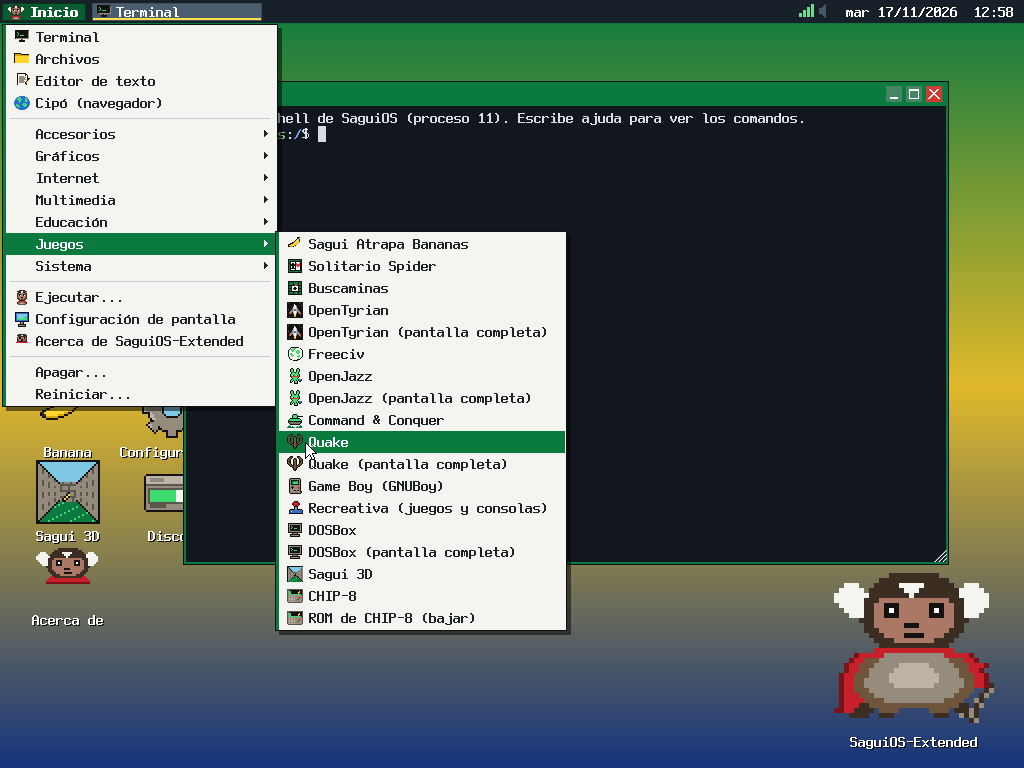 Inicio
Terminal
mar 17/11/2026 12:58
Terminal
Archivos
Editor de texto
Cipó (navegador)
Accesorios
Gráficos
Internet
Multimedia
Educación
Juegos
Sistema
Ejecutar...
Configuración de pantalla
Acerca de SaguiOS-Extended
Apagar...
Reiniciar...
hell de SaguiOS (proceso 11). Escribe ajuda para ver los comandos.
s:/$
Sagui Atrapa Bananas
Solitario Spider
Buscaminas
OpenTyrian
OpenTyrian (pantalla completa)
Freeciv
OpenJazz
OpenJazz (pantalla completa)
Command & Conquer
Quake
Quake (pantalla completa)
Game Boy (GNUBoy)
Recreativa (juegos y consolas)
DOSBox
DOSBox (pantalla completa)
Sagui 3D
CHIP-8
ROM de CHIP-8 (bajar)
Banana
Configur
Sagui 3D
Disco
Acerca de
SaguiOS-Extended